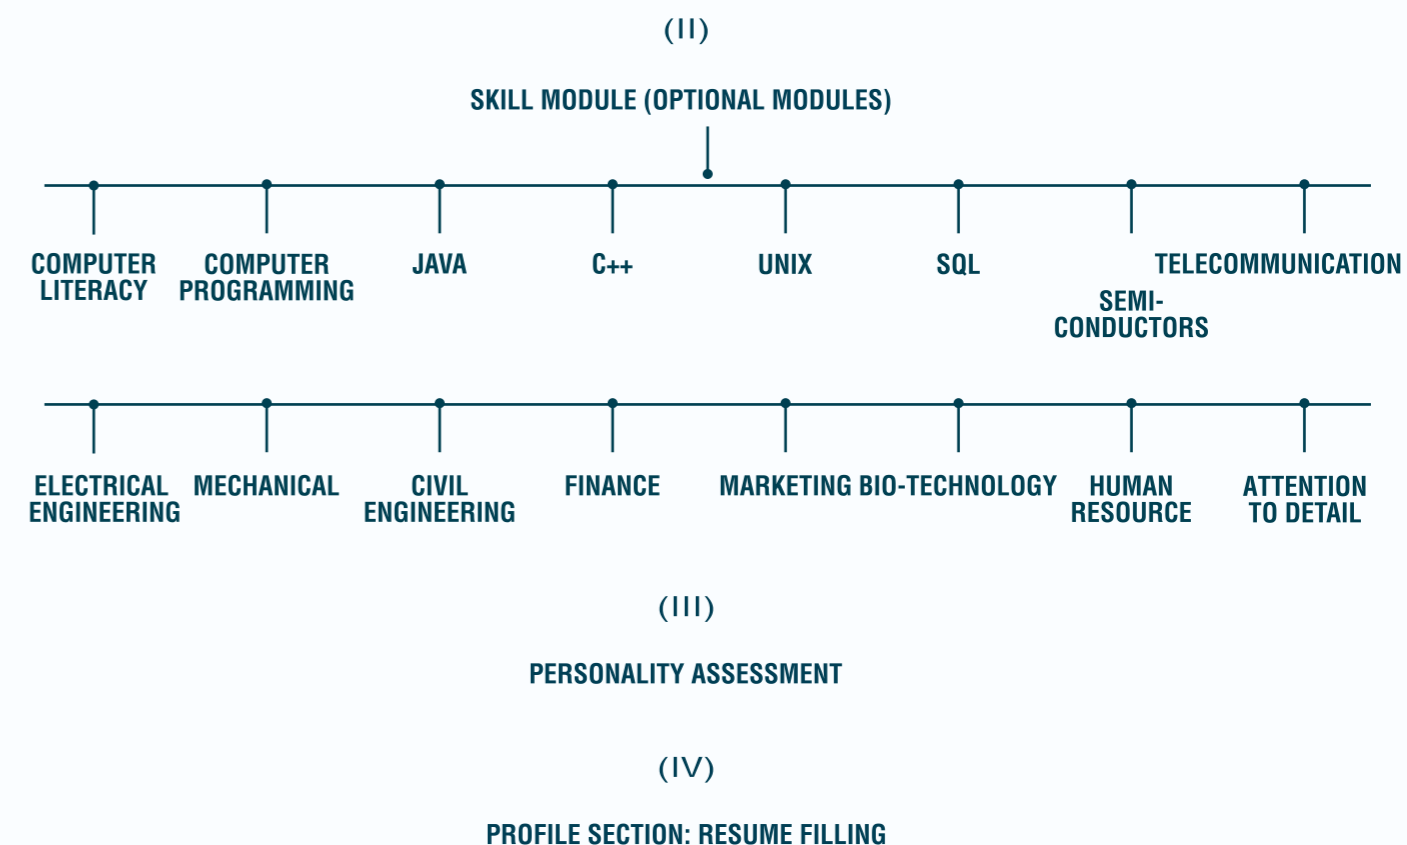 (II)
SKILL MODULE (OPTIONAL MODULES)
COMPUTER
LITERACY
COMPUTER
PROGRAMMING
JAVA
C++
UNIX
SQL
SEMI-
CONDUCTORS
TELECOMMUNICATION
ELECTRICAL
ENGINEERING
MECHANICAL
CIVIL
ENGINEERING
FINANCE
MARKETING
BIO-TECHNOLOGY
HUMAN
RESOURCE
ATTENTION
TO DETAIL
(III)
PERSONALITY ASSESSMENT
(IV)
PROFILE SECTION: RESUME FILLING